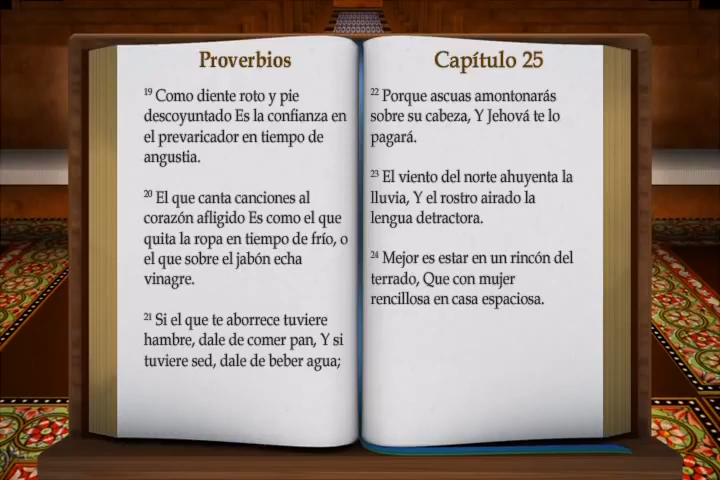 Proverbios
19 Como diente roto y pie
descoyuntado Es la confianza en
el prevaricador en tiempo de
angustia.
20 El que canta canciones al
corazón afligido Es como el que
quita la ropa en tiempo de frío, o
el que sobre el jabón echa
vinagre.
21 Si el que te aborrece tuviere
hambre, dale de comer pan, Y si
tuviere sed, dale de beber agua;
Capítulo 25
22 Porque ascuas amontonarás
sobre su cabeza, Y Jehová te lo
pagará.
23 El viento del norte ahuyenta la
lluvia, Y el rostro airado la
lengua detractora.
24 Mejor es estar en un rincón del
terrado, Que con mujer
rencillosa en casa espaciosa.